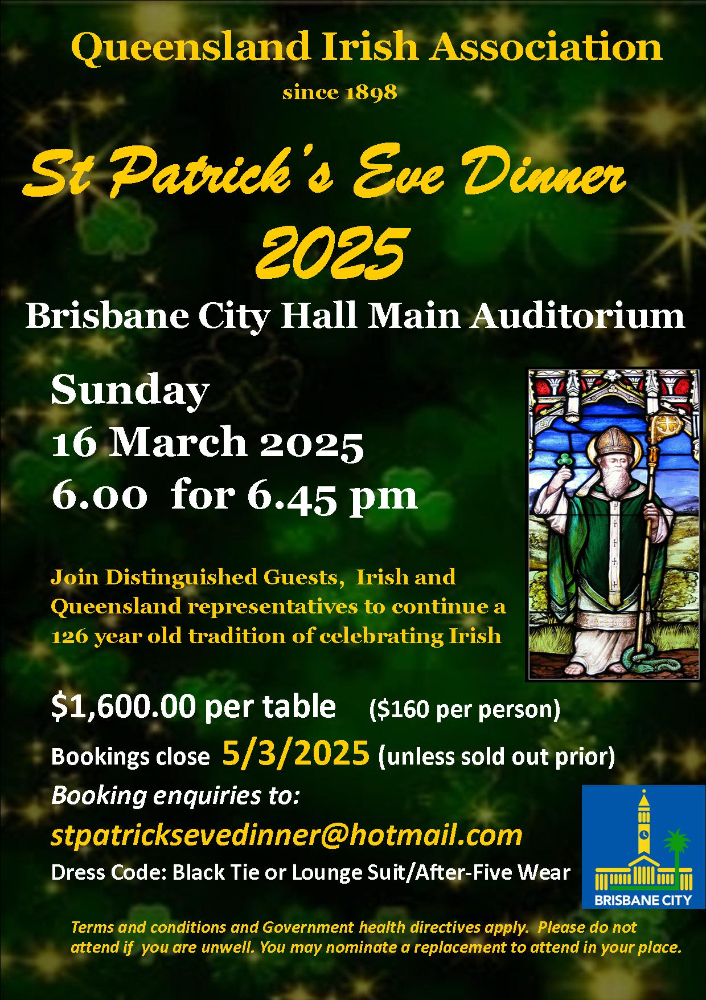 Queensland Irish Association
since 1898
St Patrick's Eve Dinner
2025
Brisbane City Hall Main Auditorium
Sunday
16 March 2025
6.00 for 6.45 pm
Join Distinguished Guests, Irish and
Queensland representatives to continue a
126 year old tradition of celebrating Irish
$1,600.00 per table ($160 per person)
Bookings close 5/3/2025 (unless sold out prior)
Booking enquiries to:
stpatricksevedinner@hotmail.com
Dress Code: Black Tie or Lounge Suit/After-Five Wear
BRISBANE CITY
Terms and conditions and Government health directives apply. Please do not
attend if you are unwell. You may nominate a replacement to attend in your place.